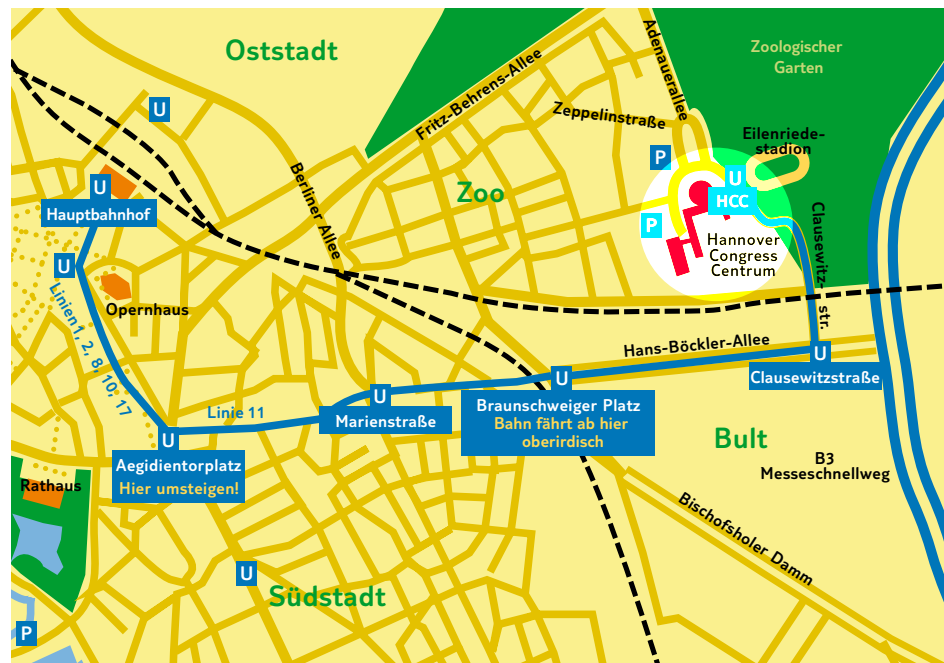 Oststadt
Fritz-Behrens-Allee
Adenauerallee
Zoologischer
Garten
Zeppelinstraße
U
Eilenriede-
stadion
P
Berliner Allee
Zoo
U
U
HCC
Hauptbahnhof
P
Hannover
Congress
Centrum
Clausewitz-
str.
U
Opernhaus
Linien1, 2, 8, 10, 17
Hans-Böckler-Allee
U
Clausewitzstraße
U
U
Marienstraße
Braunschweiger Platz
Bahn fährt ab hier
oberirdisch
Linie 11
U
Aegidientorplatz
Hier umsteigen!
Bult
B3
Messeschnellweg
Rathaus
Bischofsholer Damm
U
Südstadt
P